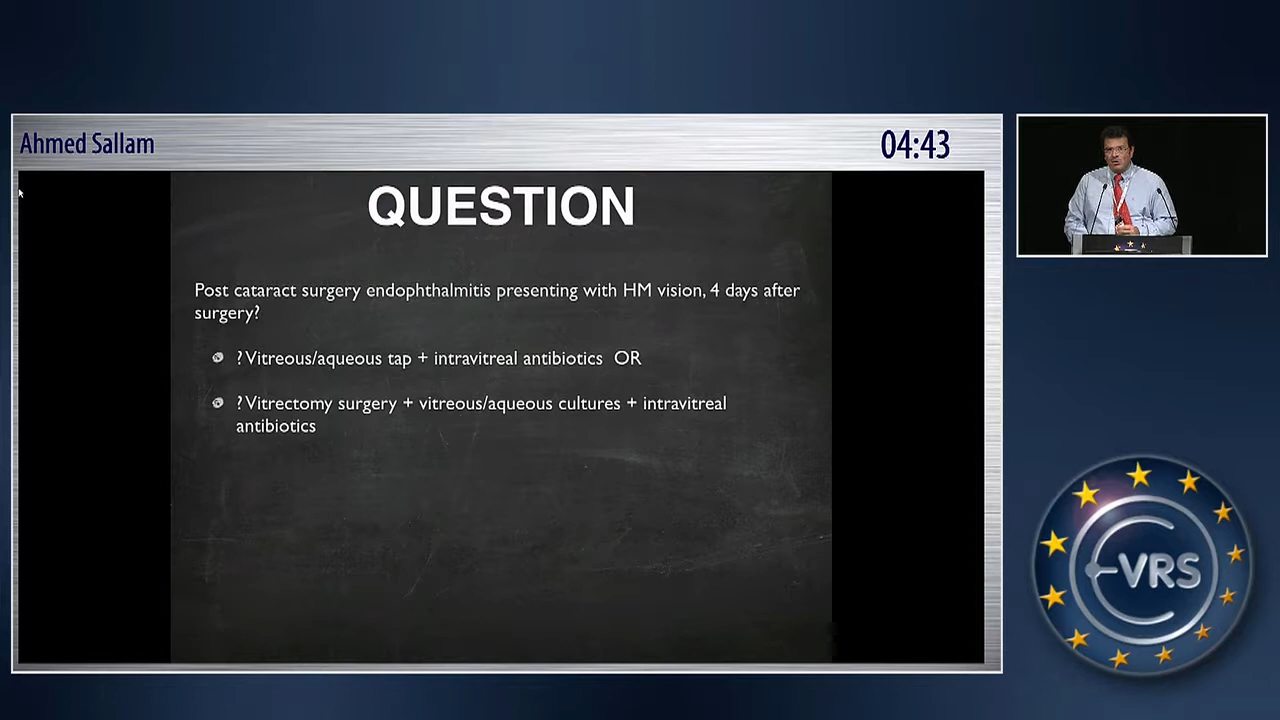 Ahmed Sallam
04:43
QUESTION
Post cataract surgery endophthalmitis presenting with HM vision, 4 days after
surgery?
? Vitreous/aqueous tap + intravitreal antibiotics OR
? Vitrectomy surgery + vitreous/aqueous cultures + intravitreal
antibiotics
E-VRS